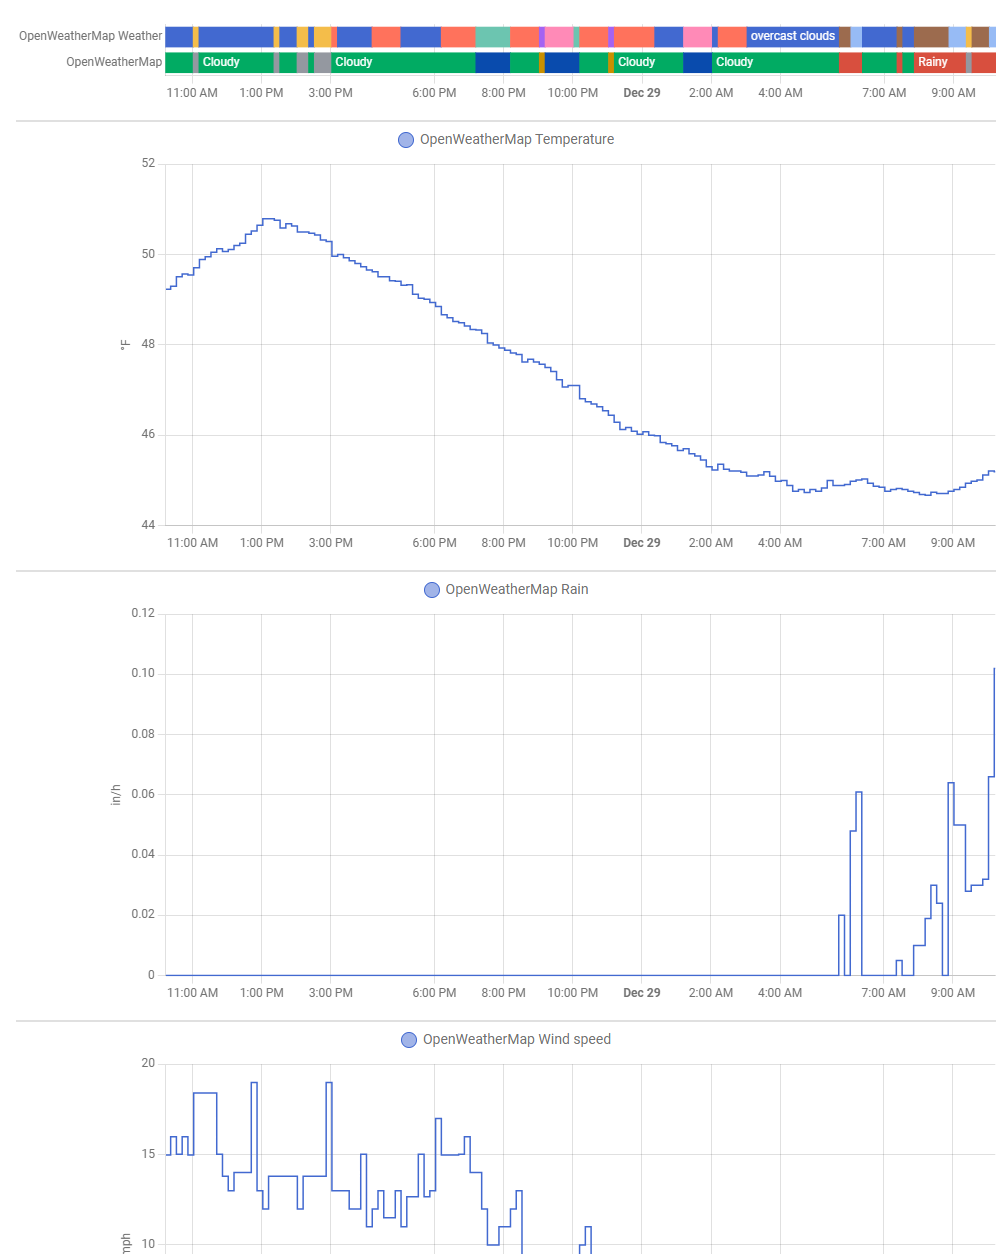 OpenWeatherMap Weather overcast clouds
OpenWeatherMap Cloudy Cloudy Cloudy Cloudy Rainy
11:00 AM 1:00 PM 3:00 PM 6:00 PM 8:00 PM 10:00 PM Dec 29 2:00 AM 4:00 AM 7:00 AM 9:00 AM
OpenWeatherMap Temperature
52
50
48
°F
46
44
11:00 AM 1:00 PM 3:00 PM 6:00 PM 8:00 PM 10:00 PM Dec 29 2:00 AM 4:00 AM 7:00 AM 9:00 AM
OpenWeatherMap Rain
0.12
0.10
0.08
0.06
in/h
0.04
0.02
0
11:00 AM 1:00 PM 3:00 PM 6:00 PM 8:00 PM 10:00 PM Dec 29 2:00 AM 4:00 AM 7:00 AM 9:00 AM
OpenWeatherMap Wind speed
20
15
10
mph